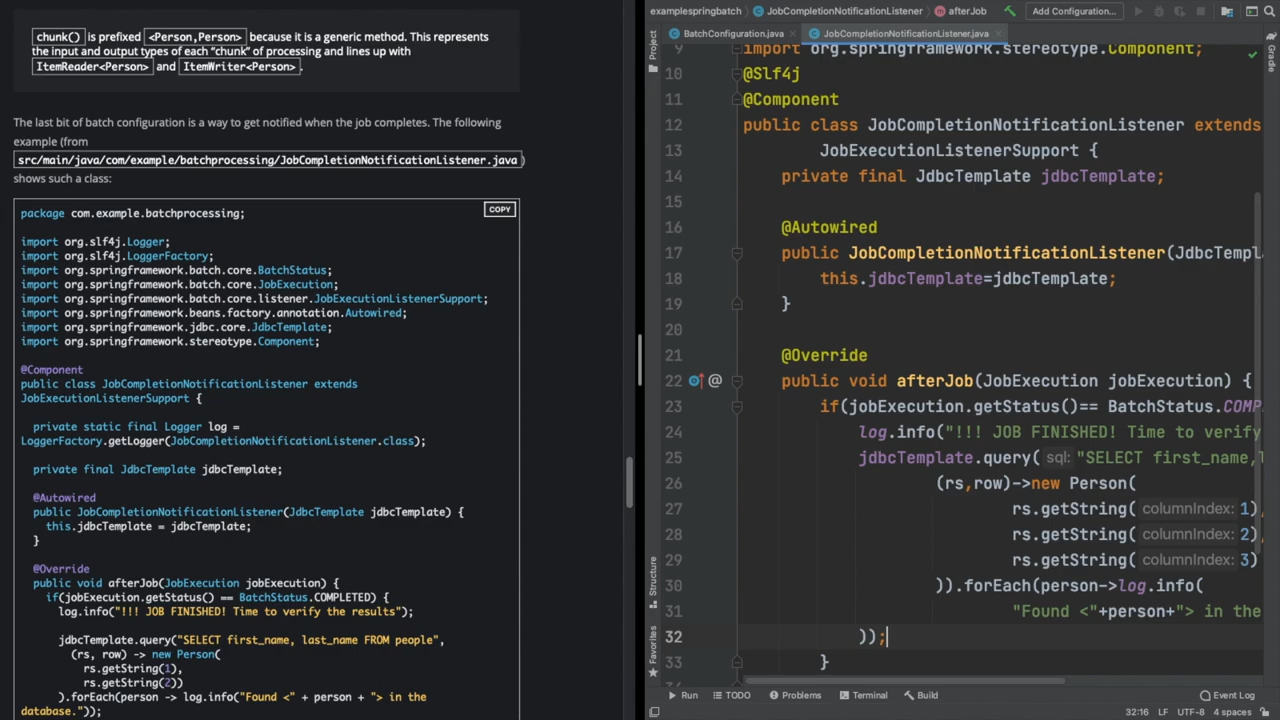 chunk() is prefixed <Person,Person> because it is a generic method. This represents
the input and output types of each “chunk” of processing and lines up with
ItemReader<Person> and ItemWriter<Person>.
The last bit of batch configuration is a way to get notified when the job completes. The following
example (from
src/main/java/com/example/batchprocessing/JobCompletionNotificationListener.java)
shows such a class:
COPY
package com.example.batchprocessing;
import org.slf4j.Logger;
import org.slf4j.LoggerFactory;
import org.springframework.batch.core.BatchStatus;
import org.springframework.batch.core.JobExecution;
import org.springframework.batch.core.listener.JobExecutionListenerSupport;
import org.springframework.beans.factory.annotation.Autowired;
import org.springframework.jdbc.core.JdbcTemplate;
import org.springframework.stereotype.Component;
@Component
public class JobCompletionNotificationListener extends
JobExecutionListenerSupport {
private static final Logger log =
LoggerFactory.getLogger(JobCompletionNotificationListener.class);
private final JdbcTemplate jdbcTemplate;
@Autowired
public JobCompletionNotificationListener(JdbcTemplate jdbcTemplate) {
this.jdbcTemplate = jdbcTemplate;
}
@Override
public void afterJob(JobExecution jobExecution) {
if(jobExecution.getStatus() == BatchStatus.COMPLETED) {
log.info("!!! JOB FINISHED! Time to verify the results");
jdbcTemplate.query("SELECT first_name, last_name FROM people",
(rs, row) -> new Person(
rs.getString(1),
rs.getString(2))
).forEach(person -> log.info("Found <" + person + "> in the
database."));
examplespringbatch JobCompletionNotificationListener afterJob Add Configuration...
BatchConfiguration.java JobCompletionNotificationListener.java
Project
Gradle
9 import org.springframework.stereotype.Component;
10 @Slf4j
11 @Component
12 public class JobCompletionNotificationListener extends
13 JobExecutionListenerSupport {
14 private final JdbcTemplate jdbcTemplate;
15
16 @Autowired
17 public JobCompletionNotificationListener(JdbcTempl
18 this.jdbcTemplate=jdbcTemplate;
19 }
20
21 @Override
22 public void afterJob(JobExecution jobExecution) {
23 if(jobExecution.getStatus()== BatchStatus.COMP
24 log.info("!!! JOB FINISHED! Time to verify
25 jdbcTemplate.query( sql: "SELECT first_name,l
26 (rs,row)->new Person(
27 rs.getString( columnIndex: 1),
28 rs.getString( columnIndex: 2),
29 rs.getString( columnIndex: 3)
30 )).forEach(person->log.info(
31 "Found <"+person+"> in the
32 ));
33 }
Structure
Favorites
Run TODO Problems Terminal Build Event Log
32:16 LF UTF-8 4 spaces